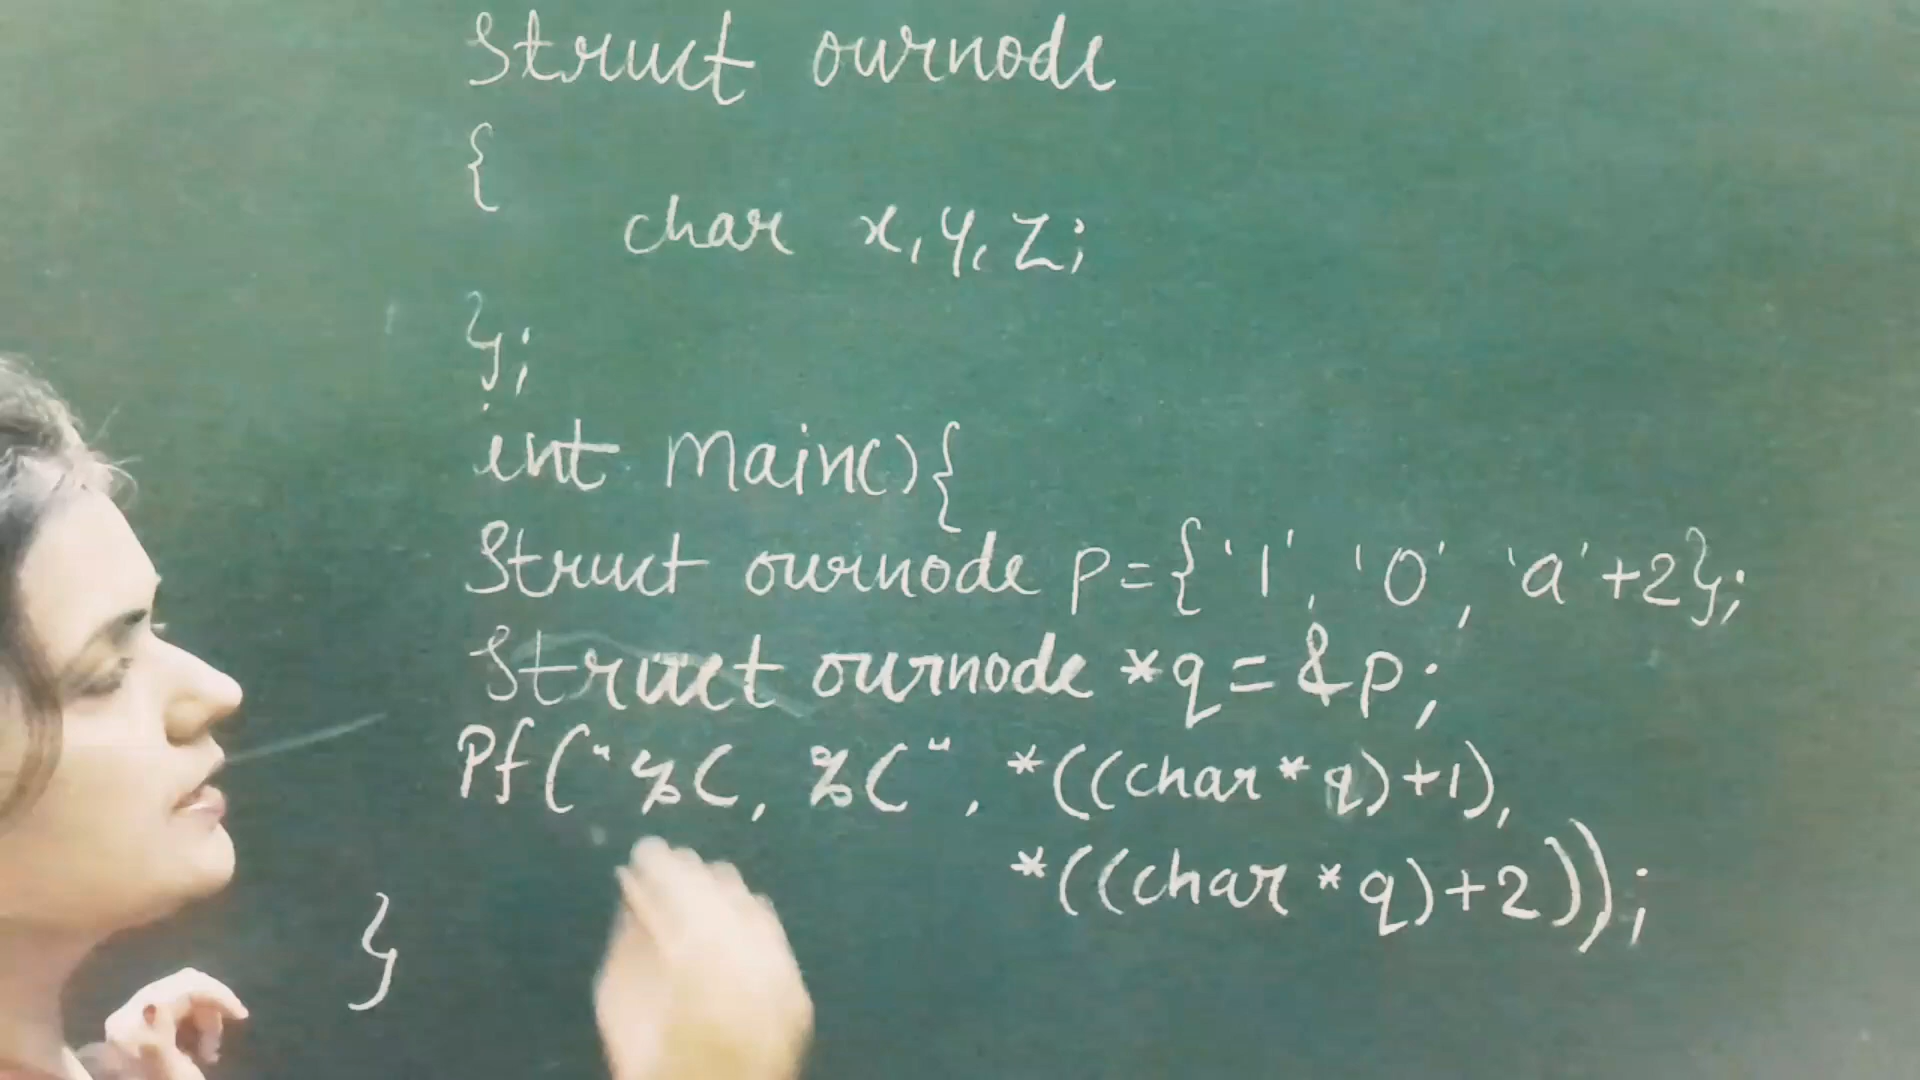 Struct ournode
{
char x, y, z;
};
int Main(){
Struct ournode p={'1', '0', 'a'+2};
Struct ournode *q=&p;
Pf("%C, %C", *((char*q)+1),
*((char*q)+2));
}